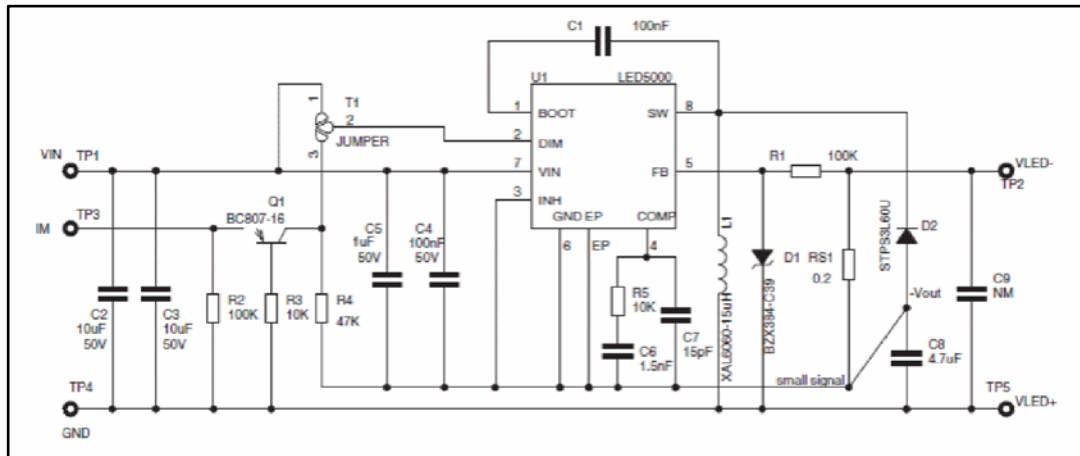 C1
100nF
U1
LED5000
1
BOOT
SW
8
T1
1
2
3
JUMPER
2
DIM
VIN
TP1
7
VIN
FB
5
R1
100K
VLED-
TP2
IM
TP3
Q1
BC807-16
3
INH
GND
EP
COMP
6
EP
4
C5
1uF
50V
C4
100nF
50V
L1
XAL6060-15uH
D1
BZX384-C39
RS1
0.2
STPS3L60U
D2
-Vout
C9
NM
C2
10uF
50V
C3
10uF
50V
R2
100K
R3
10K
R4
47K
R5
10K
C6
1.5nF
C7
15pF
C8
4.7uF
small signal
TP4
GND
TP5
VLED+